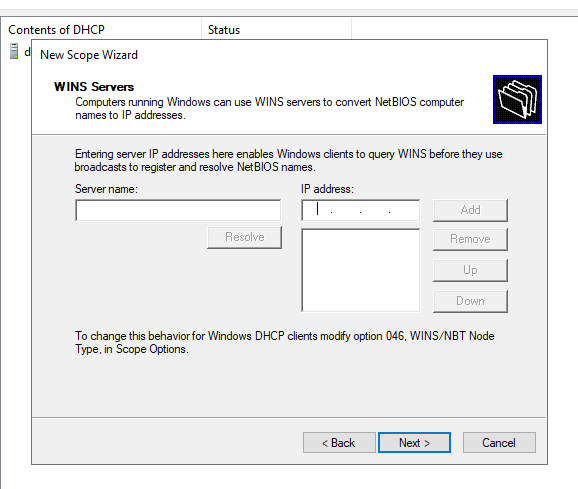 Contents of DHCP
Status
d
New Scope Wizard
WINS Servers
Computers running Windows can use WINS servers to convert NetBIOS computer
names to IP addresses.
Entering server IP addresses here enables Windows clients to query WINS before they use
broadcasts to register and resolve NetBIOS names.
Server name:
IP address:
. . .
Add
Resolve
Remove
Up
Down
To change this behavior for Windows DHCP clients modify option 046, WINS/NBT Node
Type, in Scope Options.
< Back
Next >
Cancel